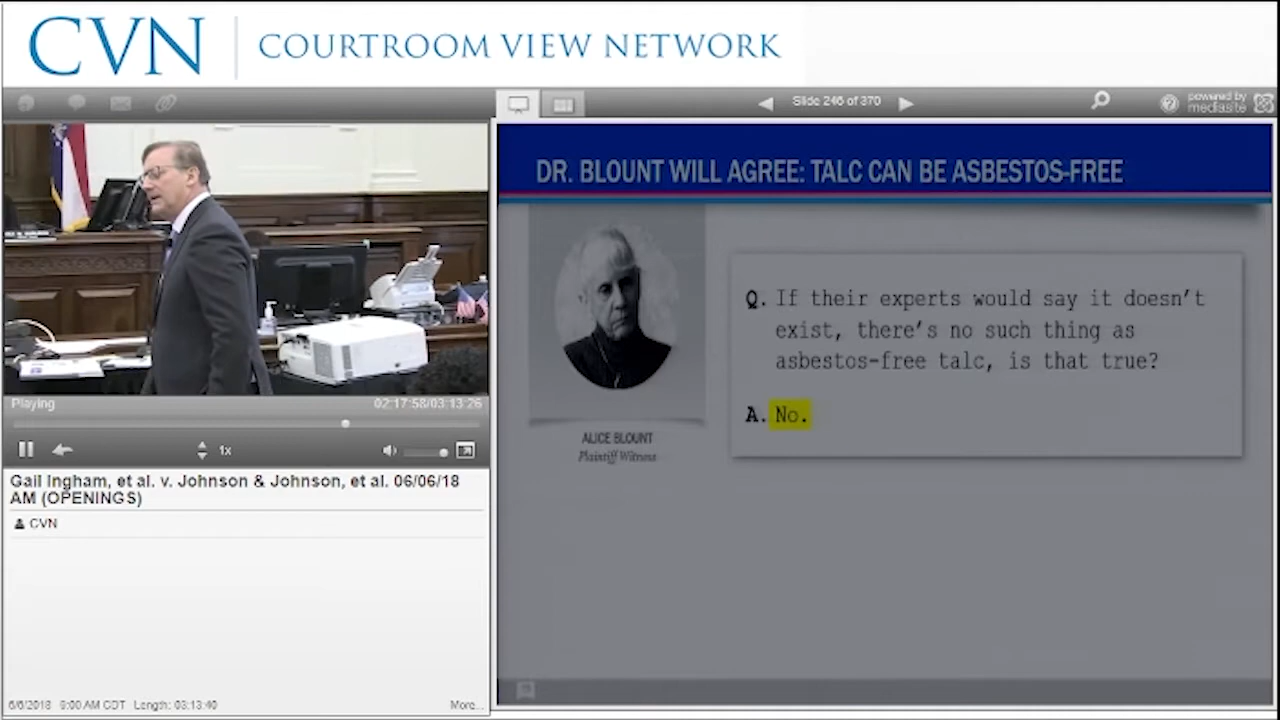 CVN
COURTROOM VIEW NETWORK
Slide 246 of 370
powered by
mediasite
DR. BLOUNT WILL AGREE: TALC CAN BE ASBESTOS-FREE
Q. If their experts would say it doesn't
exist, there's no such thing as
asbestos-free talc, is that true?
A. No.
ALICE BLOUNT
Plaintiff Witness
Playing
02:17:58/03:13:26
1x
Gail Ingham, et al. v. Johnson & Johnson, et al. 06/06/18
AM (OPENINGS)
CVN
6/6/2018 9:00 AM CDT Length: 03:13:40
More...